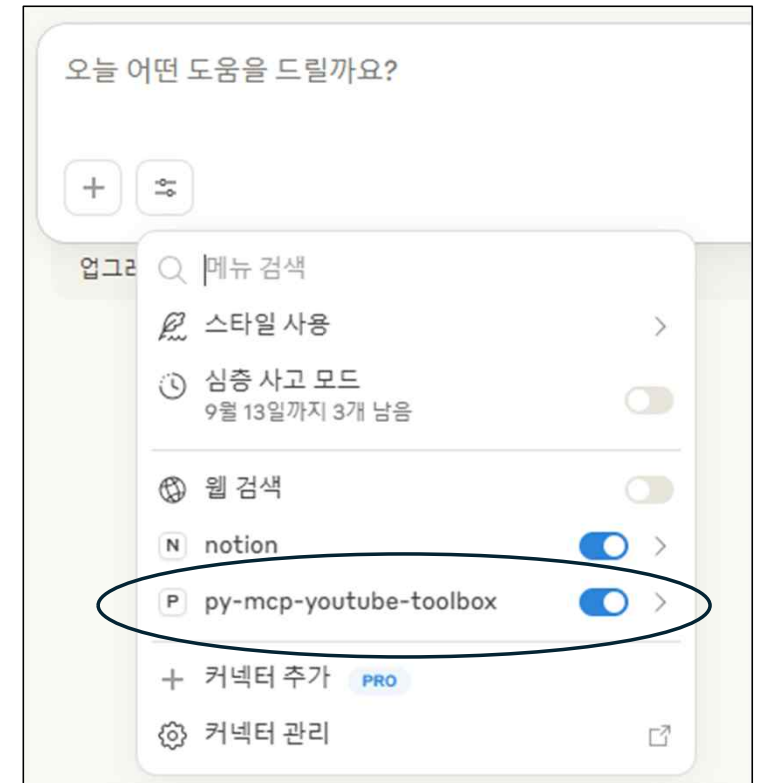 오늘 어떤 도움을 드릴까요?
업그
메뉴 검색
스타일 사용
심층 사고 모드
9월 13일까지 3개 남음
웹 검색
N notion
P py-mcp-youtube-toolbox
커넥터 추가 PRO
커넥터 관리